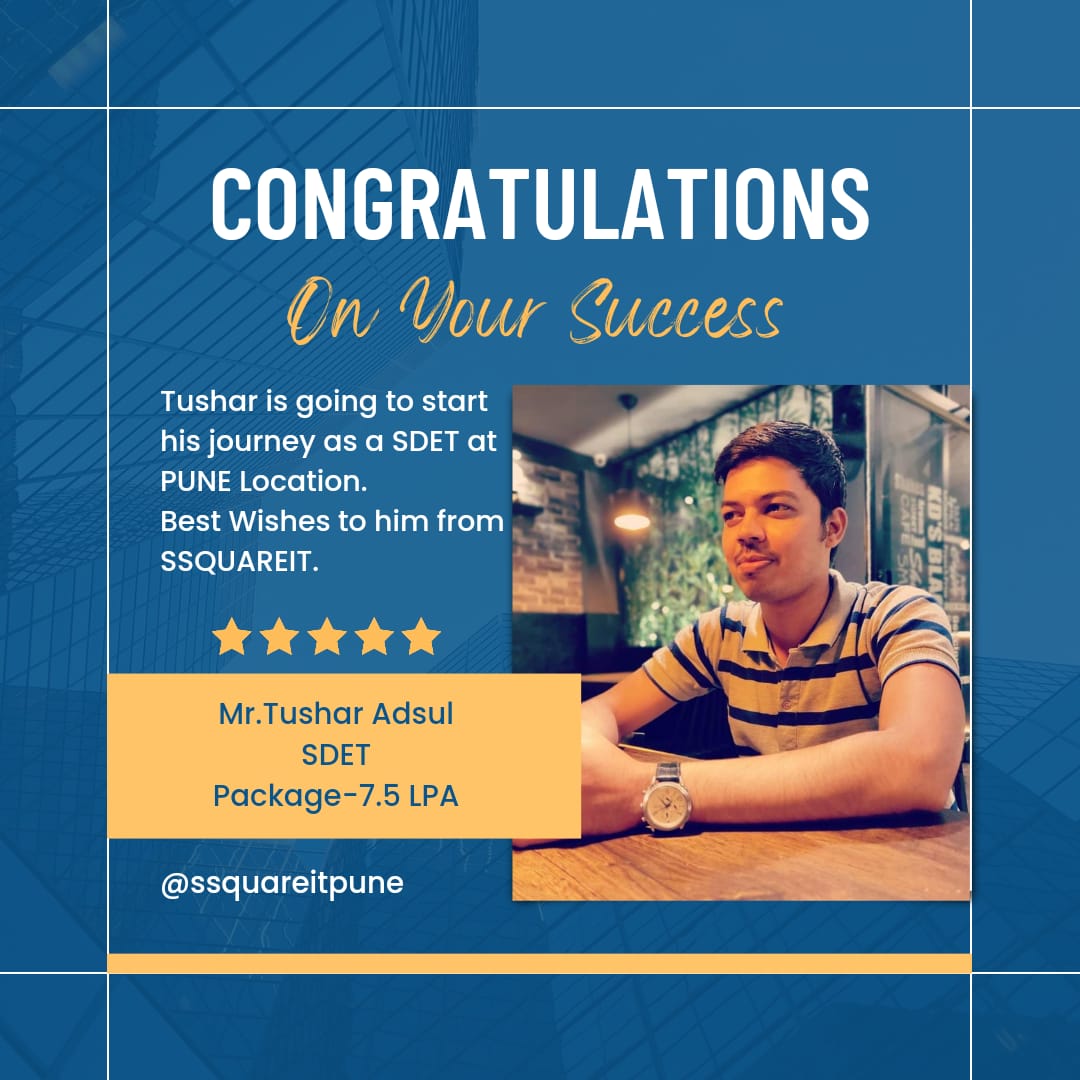 CONGRATULATIONS
On Your Success
Tushar is going to start
his journey as a SDET at
PUNE Location.
Best Wishes to him from
SSQUAREIT.
Mr.Tushar Adsul
SDET
Package-7.5 LPA
@ssquareitpune